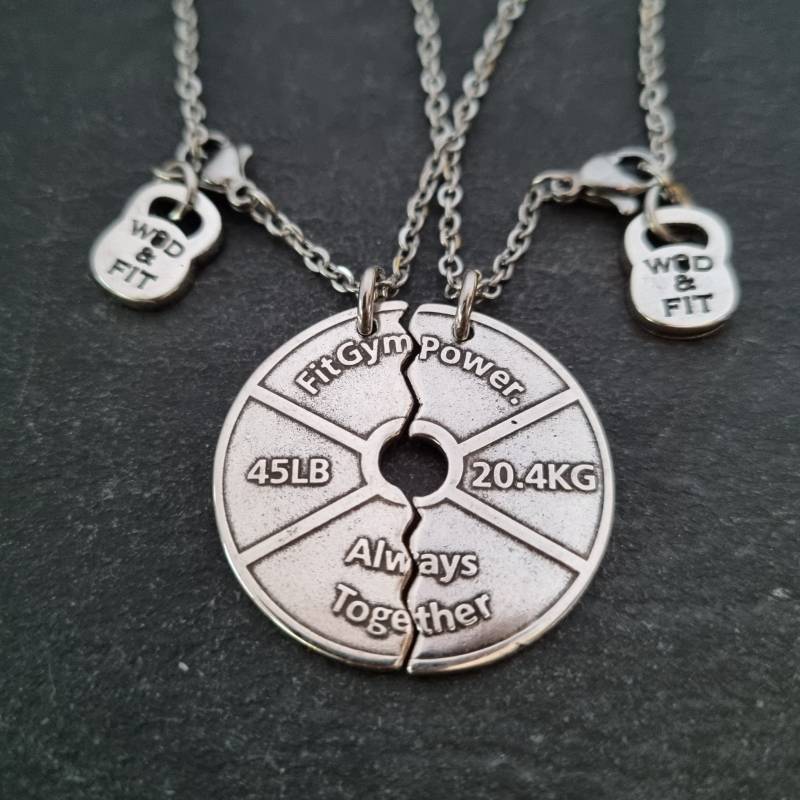 WOD
&
FIT
WOD
&
FIT
FitGym Power.
45LB
20.4KG
Always
Together